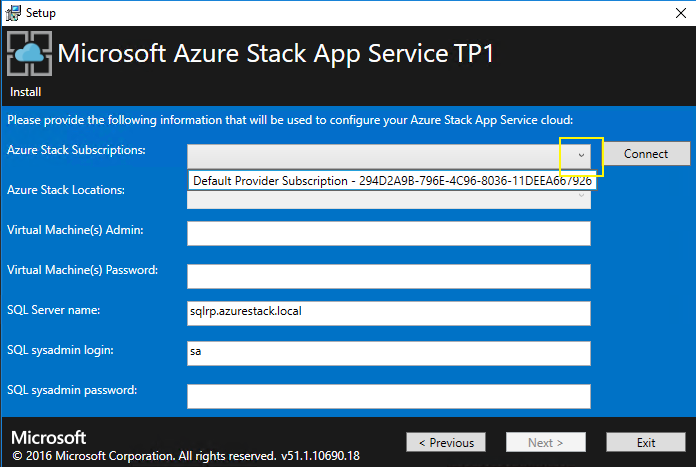 Setup
Microsoft Azure Stack App Service TP1
Install
Please provide the following information that will be used to configure your Azure Stack App Service cloud:
Azure Stack Subscriptions:
Connect
Default Provider Subscription - 294D2A9B-796E-4C96-8036-11DEEA667926
Azure Stack Locations:
Virtual Machine(s) Admin:
Virtual Machine(s) Password:
SQL Server name: sqlrp.azurestack.local
SQL sysadmin login: sa
SQL sysadmin password:
Microsoft
© 2016 Microsoft Corporation. All rights reserved. v51.1.10690.18
< Previous Next > Exit